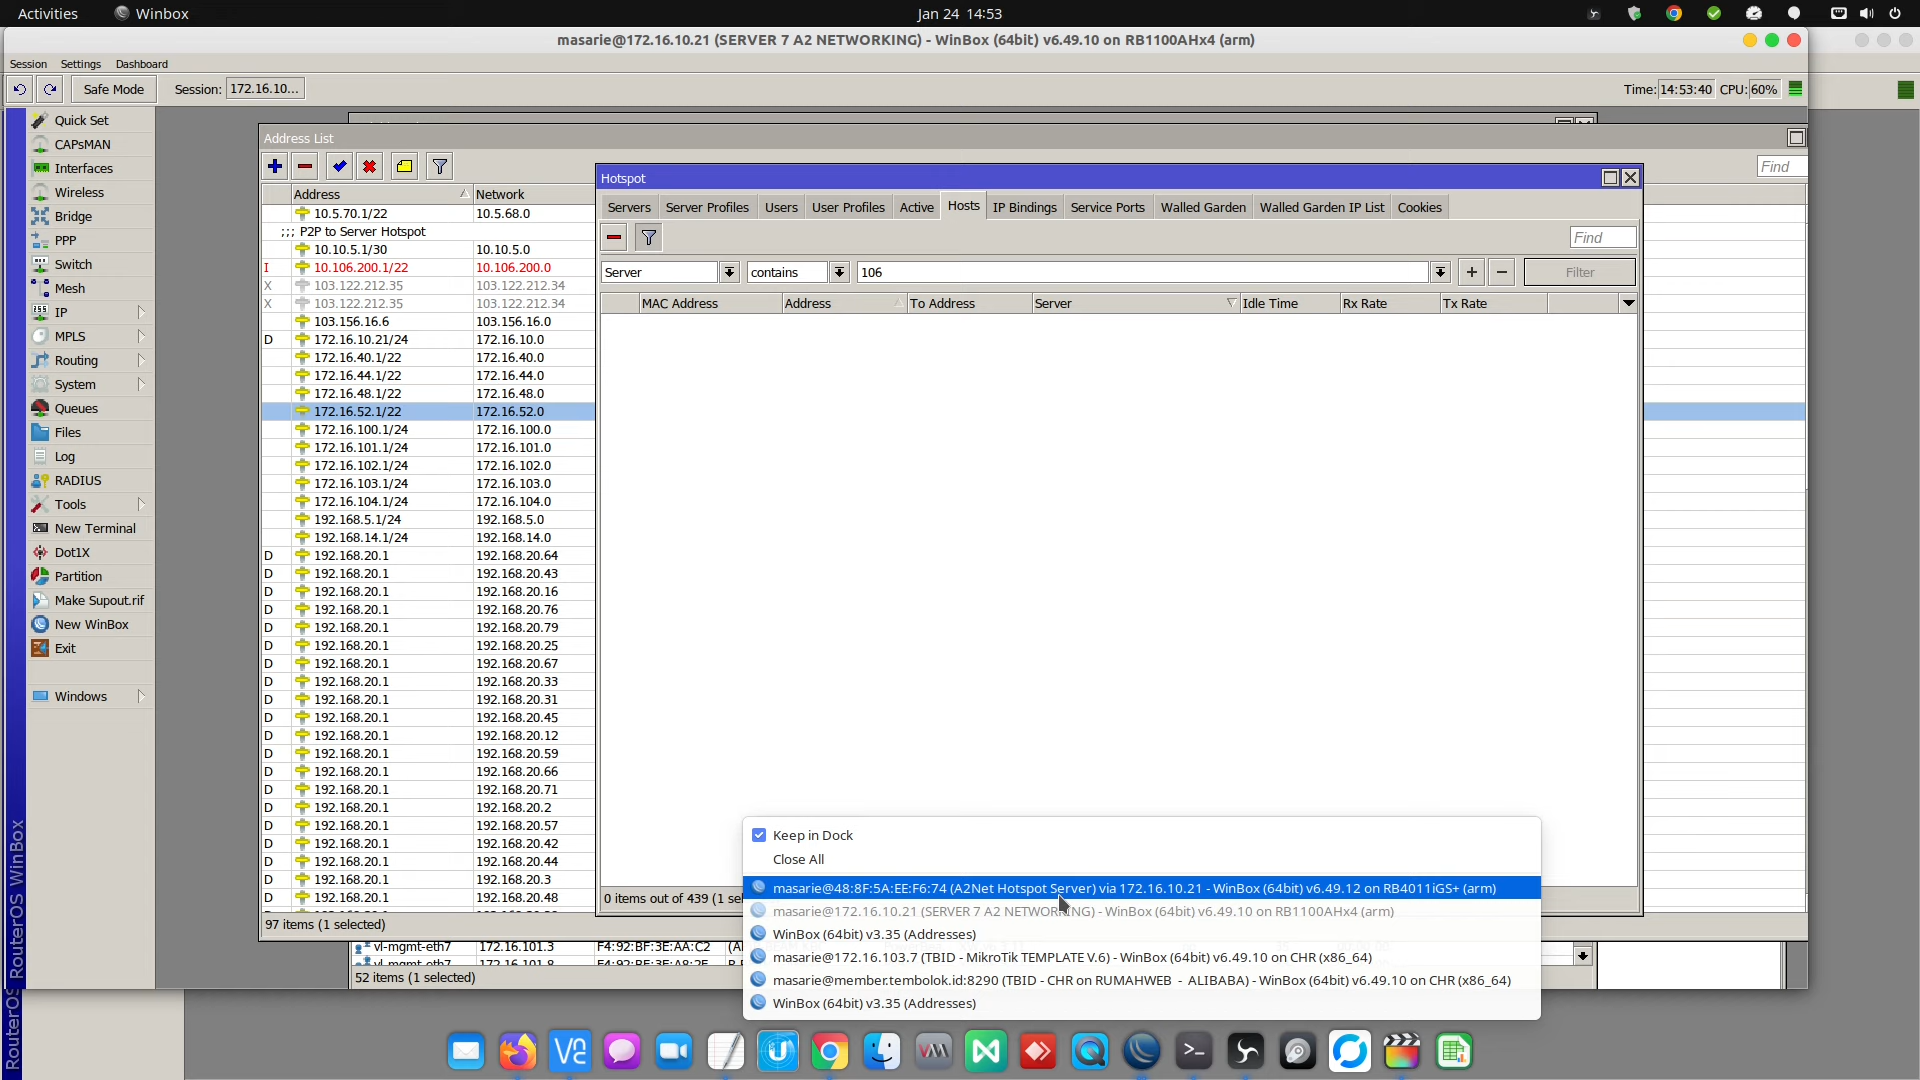 Activities
Winbox
Jan 24 14:53
masarie@172.16.10.21 (SERVER 7 A2 NETWORKING) - WinBox (64bit) v6.49.10 on RB1100AHx4 (arm)
Session Settings Dashboard
Safe Mode
Session: 172.16.10...
Time: 14:53:40 CPU: 60%
Quick Set
CAPsMAN
Interfaces
Wireless
Bridge
PPP
Switch
Mesh
IP
MPLS
Routing
System
Queues
Files
Log
RADIUS
Tools
New Terminal
Dot1X
Partition
Make Supout.rif
New WinBox
Exit
Windows
RouterOS WinBox
RouterOS
Address List
Find
Address Network
10.5.70.1/22 10.5.68.0
;;; P2P to Server Hotspot
10.10.5.1/30 10.10.5.0
I 10.106.200.1/22 10.106.200.0
X 103.122.212.35 103.122.212.34
X 103.122.212.35 103.122.212.34
103.156.16.6 103.156.16.0
D 172.16.10.21/24 172.16.10.0
172.16.40.1/22 172.16.40.0
172.16.44.1/22 172.16.44.0
172.16.48.1/22 172.16.48.0
172.16.52.1/22 172.16.52.0
172.16.100.1/24 172.16.100.0
172.16.101.1/24 172.16.101.0
172.16.102.1/24 172.16.102.0
172.16.103.1/24 172.16.103.0
172.16.104.1/24 172.16.104.0
192.168.5.1/24 192.168.5.0
192.168.14.1/24 192.168.14.0
D 192.168.20.1 192.168.20.64
D 192.168.20.1 192.168.20.43
D 192.168.20.1 192.168.20.16
D 192.168.20.1 192.168.20.76
D 192.168.20.1 192.168.20.79
D 192.168.20.1 192.168.20.25
D 192.168.20.1 192.168.20.67
D 192.168.20.1 192.168.20.33
D 192.168.20.1 192.168.20.31
D 192.168.20.1 192.168.20.45
D 192.168.20.1 192.168.20.12
D 192.168.20.1 192.168.20.59
D 192.168.20.1 192.168.20.66
D 192.168.20.1 192.168.20.71
D 192.168.20.1 192.168.20.2
D 192.168.20.1 192.168.20.57
D 192.168.20.1 192.168.20.42
D 192.168.20.1 192.168.20.44
D 192.168.20.1 192.168.20.3
D 192.168.20.1 192.168.20.48
97 items (1 selected)
vl-mgmt-eth7 172.16.101.3 F4:92:BF:3E:AA:C2
52 items (1 selected)
Hotspot
Servers Server Profiles Users User Profiles Active Hosts IP Bindings Service Ports Walled Garden Walled Garden IP List Cookies
Find
Server contains 106 Filter
MAC Address Address To Address Server Idle Time Rx Rate Tx Rate
0 items out of 439 (1 sel
Keep in Dock
Close All
masarie@48:8F:5A:EE:F6:74 (A2Net Hotspot Server) via 172.16.10.21 - WinBox (64bit) v6.49.12 on RB4011iGS+ (arm)
masarie@172.16.10.21 (SERVER 7 A2 NETWORKING) - WinBox (64bit) v6.49.10 on RB1100AHx4 (arm)
WinBox (64bit) v3.35 (Addresses)
masarie@172.16.103.7 (TBID - MikroTik TEMPLATE V.6) - WinBox (64bit) v6.49.10 on CHR (x86_64)
masarie@member.tembolok.id:8290 (TBID - CHR on RUMAHWEB - ALIBABA) - WinBox (64bit) v6.49.10 on CHR (x86_64)
WinBox (64bit) v3.35 (Addresses)